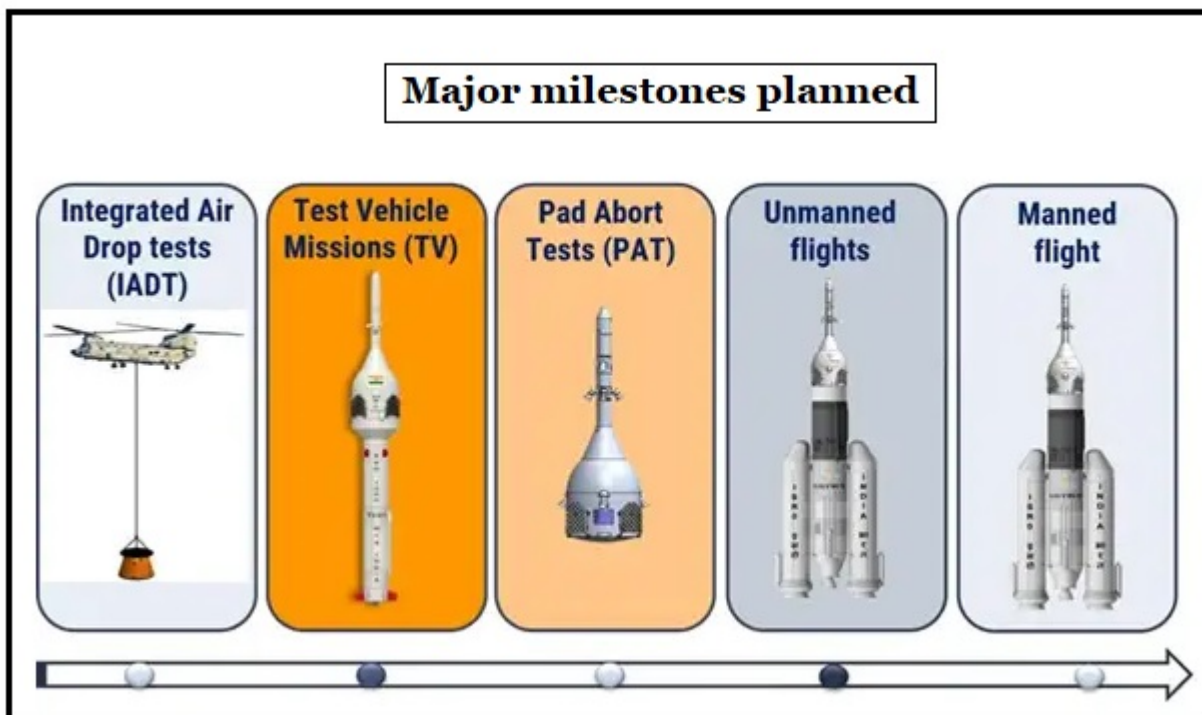 Major milestones planned
Integrated Air
Drop tests
(IADT)
Test Vehicle
Missions (TV)
Pad Abort
Tests (PAT)
Unmanned
flights
Manned
flight